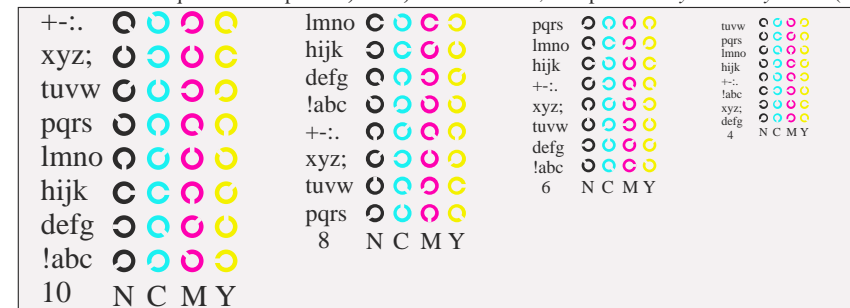 +-:.
xyz;
tuvw
pqrs
lmno
hijk
defg
!abc
10 N C M Y
lmno
hijk
defg
!abc
+-:.
xyz;
tuvw
pqrs
8 N C M Y
pqrs
lmno
hijk
+-:.
xyz;
tuvw
defg
!abc
6 N C M Y
tuvw
pqrs
lmno
hijk
+-:.
!abc
xyz;
defg
4 N C M Y